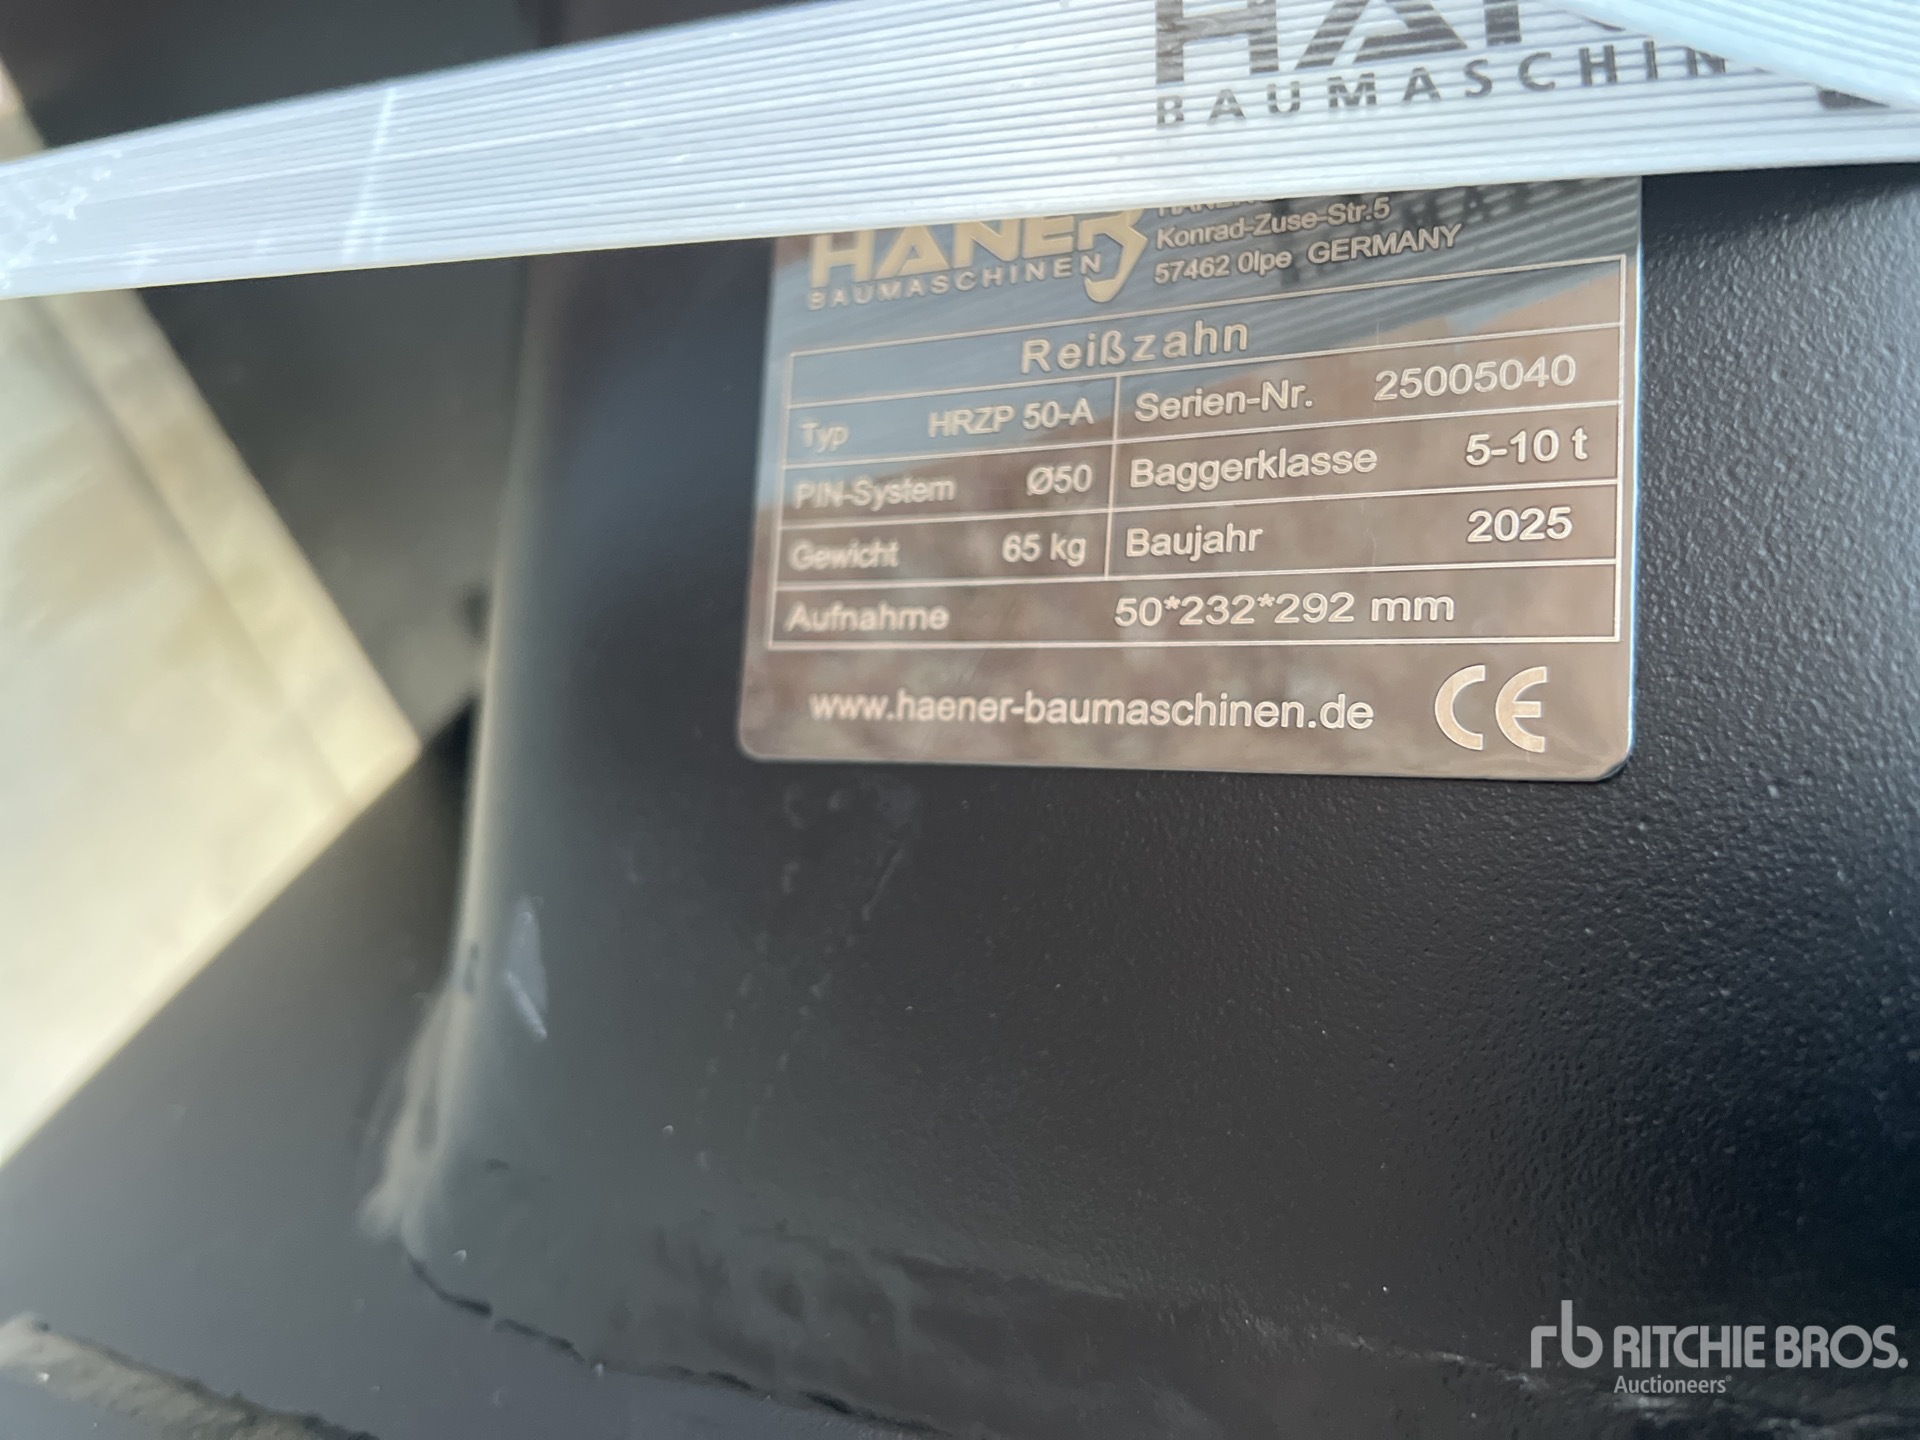 BAUMASCHIN
HÄNER
BAUMASCHINEN
Konrad-Zuse-Str.5
57462 Olpe GERMANY
Reißzahn
Typ HRZP 50-A Serien-Nr. 25005040
PIN-System Ø50 Baggerklasse 5-10 t
Gewicht 65 kg Baujahr 2025
Aufnahme 50*232*292 mm
www.haener-baumaschinen.de CE
rb RITCHIE BROS.
Auctioneers